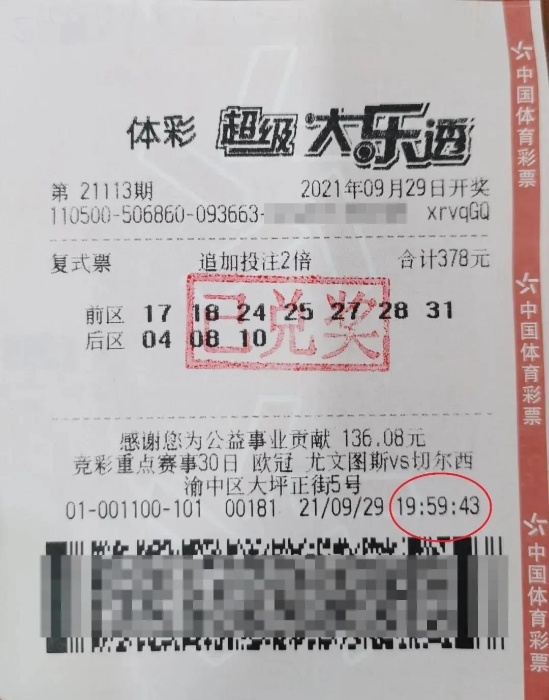 体彩 超级大乐透
第 21113期 2021年09月29日开奖
110500-506860-093663- xrvqGQ
复式票 追加投注2倍 合计378元
前区 17 18 24 25 27 28 31
后区 04 08 10
已兑奖
感谢您为公益事业贡献 136.08元
竞彩重点赛事30日 欧冠 尤文图斯vs切尔西
渝中区大坪正街5号
01-001100-101 00181 21/09/29 19:59:43
中国体育彩票
中国体育彩票
中国体育彩票